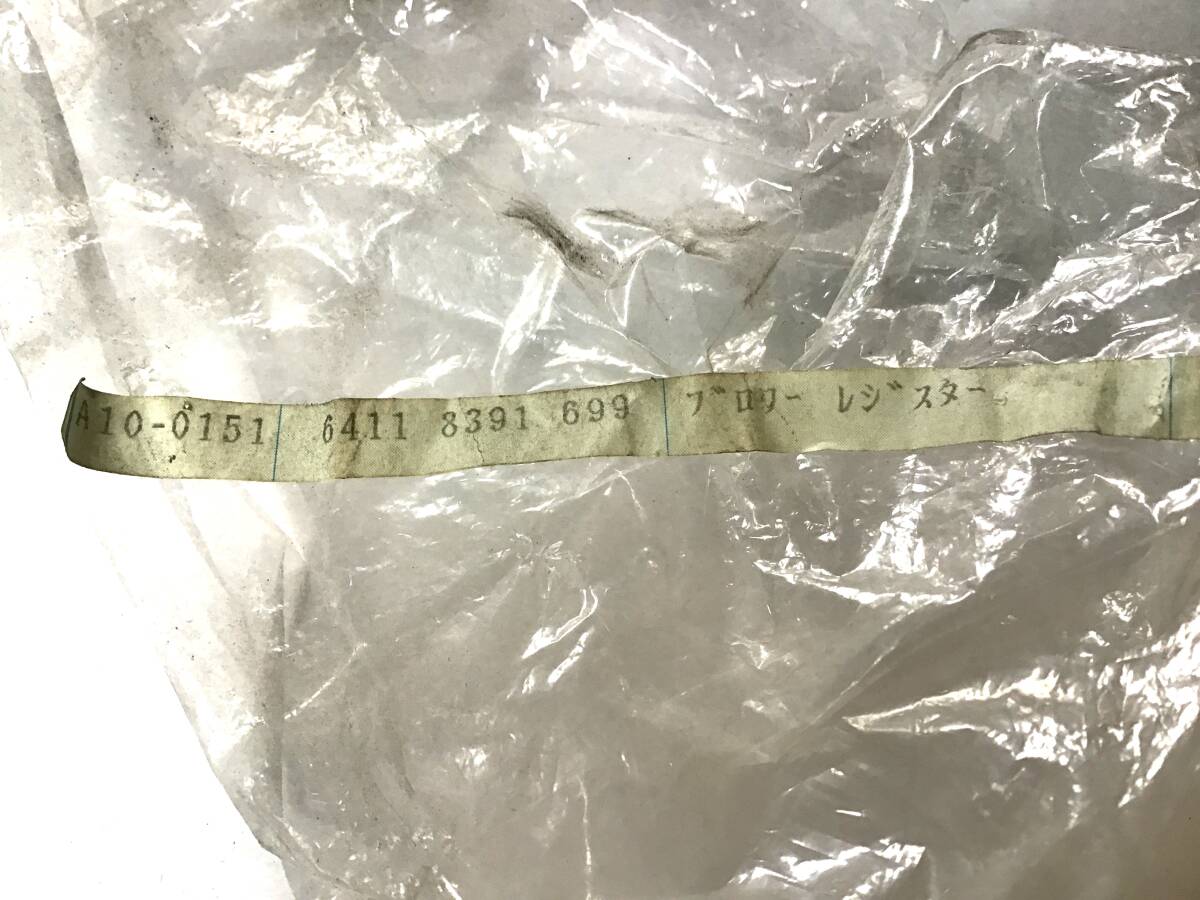 A10-0151 6411 8391 699 ﾌﾞﾛﾜｰ ﾚｼﾞｽﾀｰ